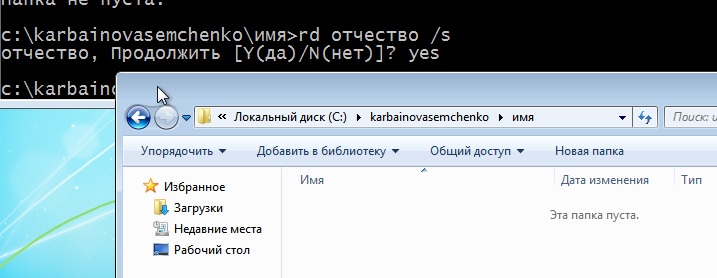 папка не пуста.
c:\karbainovasemchenko\имя>rd отчество /s
отчество, Продолжить [Y(да)/N(нет)]? yes
c:\karbaino
Локальный диск (C:) karbainovasemchenko имя Поиск: и
Упорядочить Добавить в библиотеку Общий доступ Новая папка
Избранное
Загрузки
Недавние места
Рабочий стол
Имя Дата изменения Тип
Эта папка пуста.